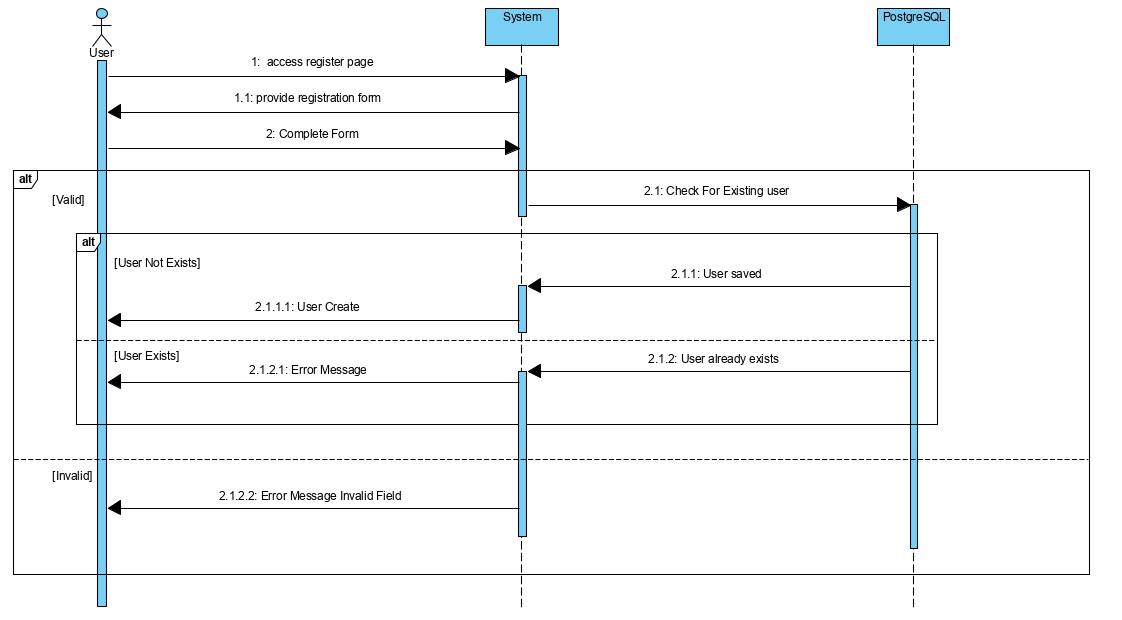 System
PostgreSQL
User
1:  access register page
1.1: provide registration form
2: Complete Form
alt
[Valid]
2.1: Check For Existing user
alt
[User Not Exists]
2.1.1: User saved
2.1.1.1: User Create
[User Exists]
2.1.2: User already exists
2.1.2.1: Error Message
[Invalid]
2.1.2.2: Error Message Invalid Field